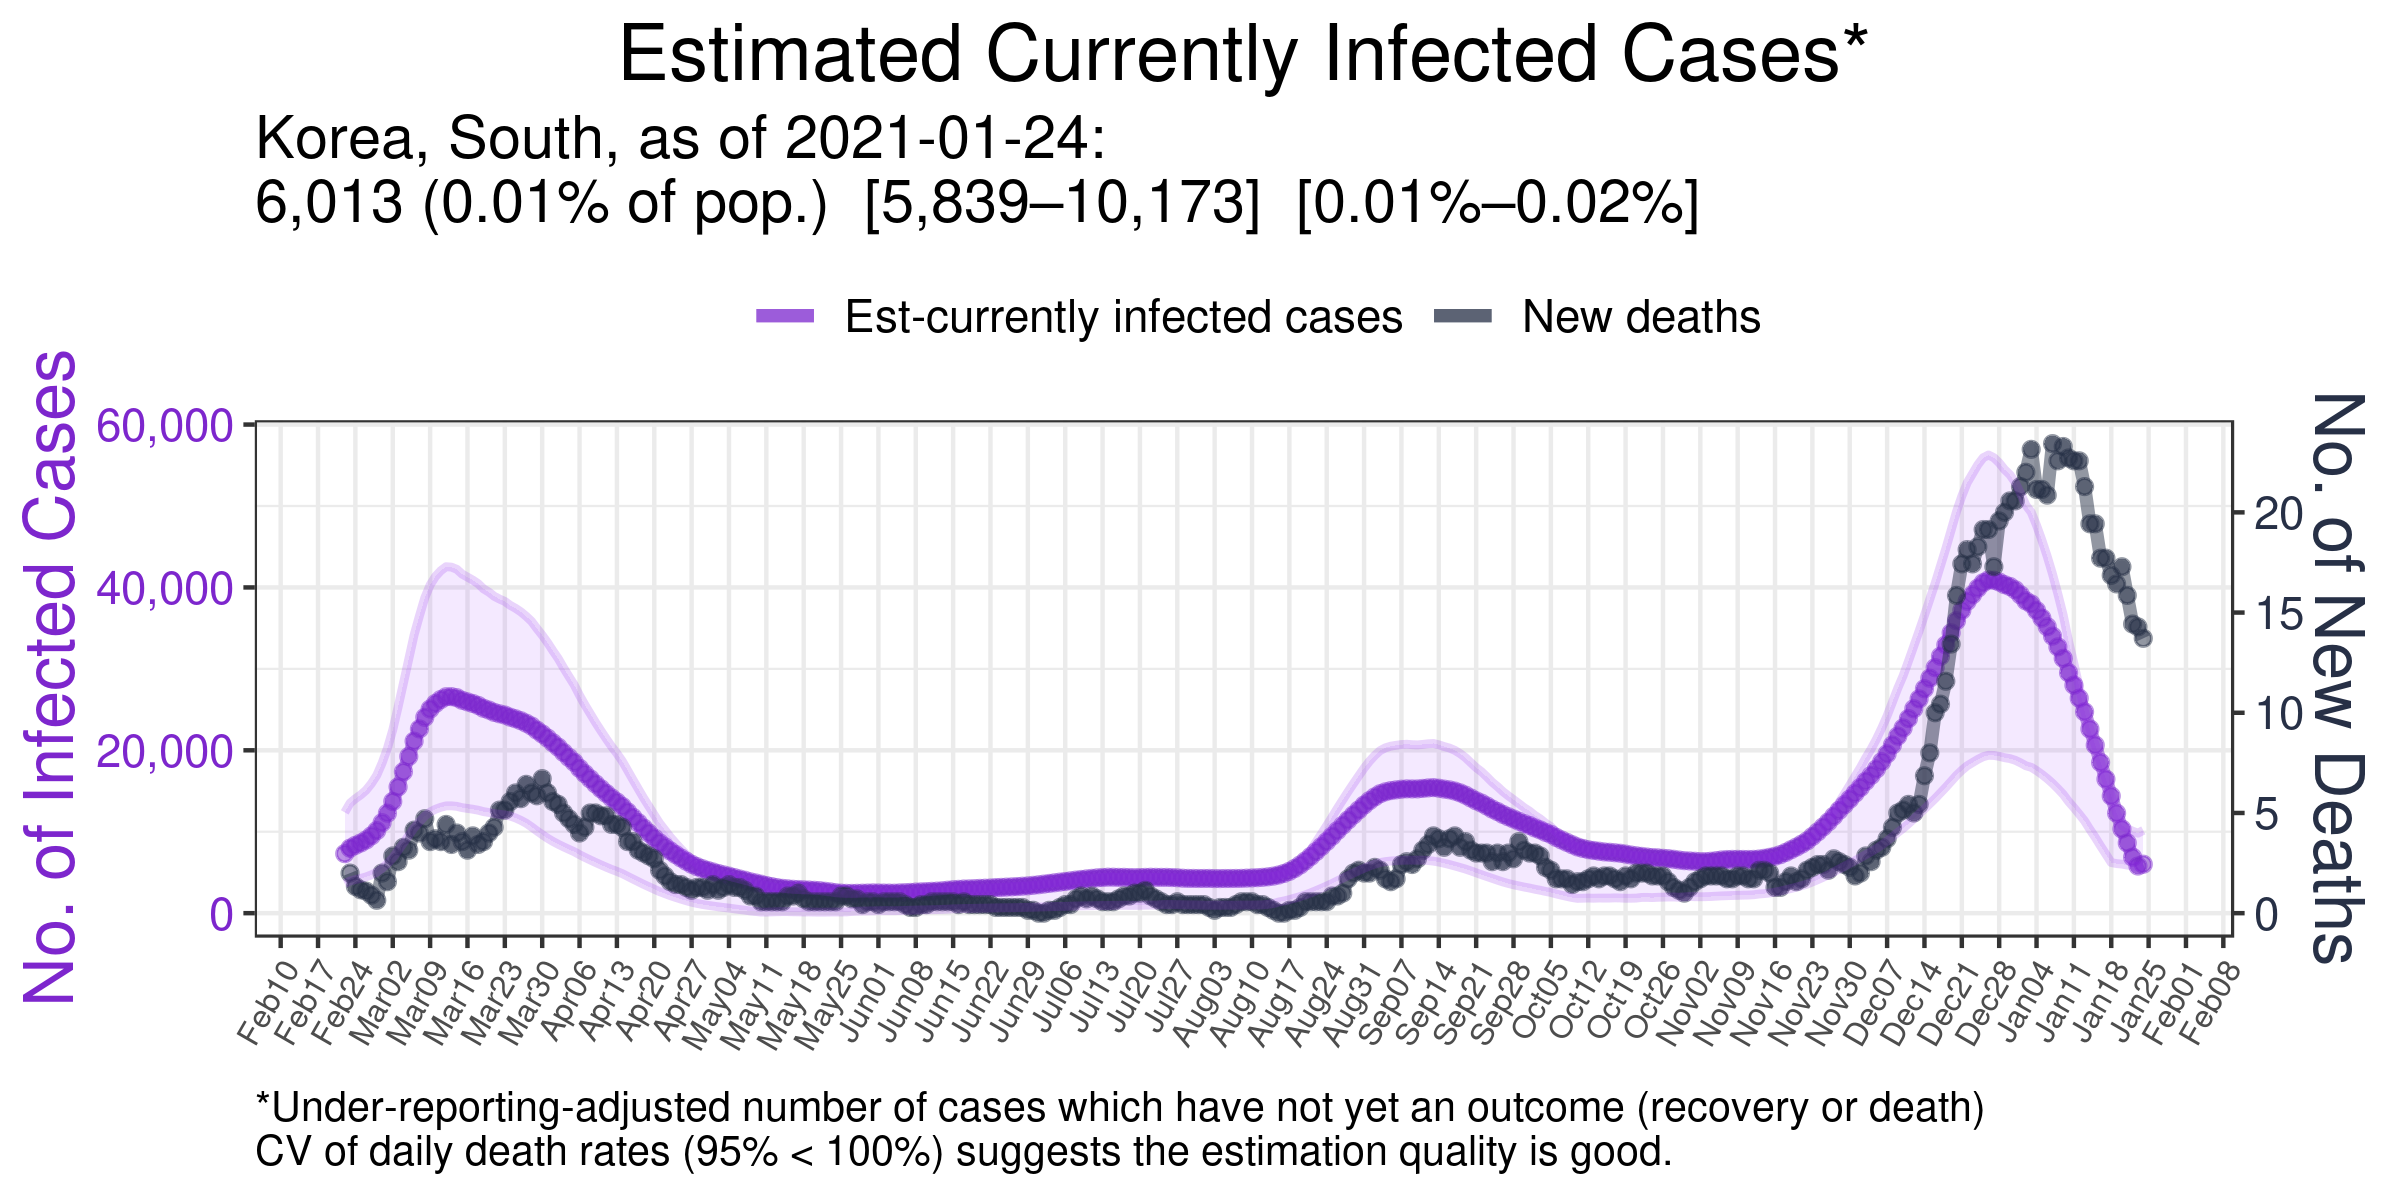 Estimated Currently Infected Cases*
Korea, South, as of 2021-01-24:
6,013 (0.01% of pop.)  [5,839–10,173]  [0.01%–0.02%]
Est-currently infected cases New deaths
No. of Infected Cases
60,000
40,000
20,000
0
20
15
10
5
0
No. of New Deaths
Feb10 Feb17 Feb24 Mar02 Mar09 Mar16 Mar23 Mar30 Apr06 Apr13 Apr20 Apr27 May04 May11 May18 May25 Jun01 Jun08 Jun15 Jun22 Jun29 Jul06 Jul13 Jul20 Jul27 Aug03 Aug10 Aug17 Aug24 Aug31 Sep07 Sep14 Sep21 Sep28 Oct05 Oct12 Oct19 Oct26 Nov02 Nov09 Nov16 Nov23 Nov30 Dec07 Dec14 Dec21 Dec28 Jan04 Jan11 Jan18 Jan25 Feb01 Feb08
*Under-reporting-adjusted number of cases which have not yet an outcome (recovery or death)
CV of daily death rates (95% < 100%) suggests the estimation quality is good.